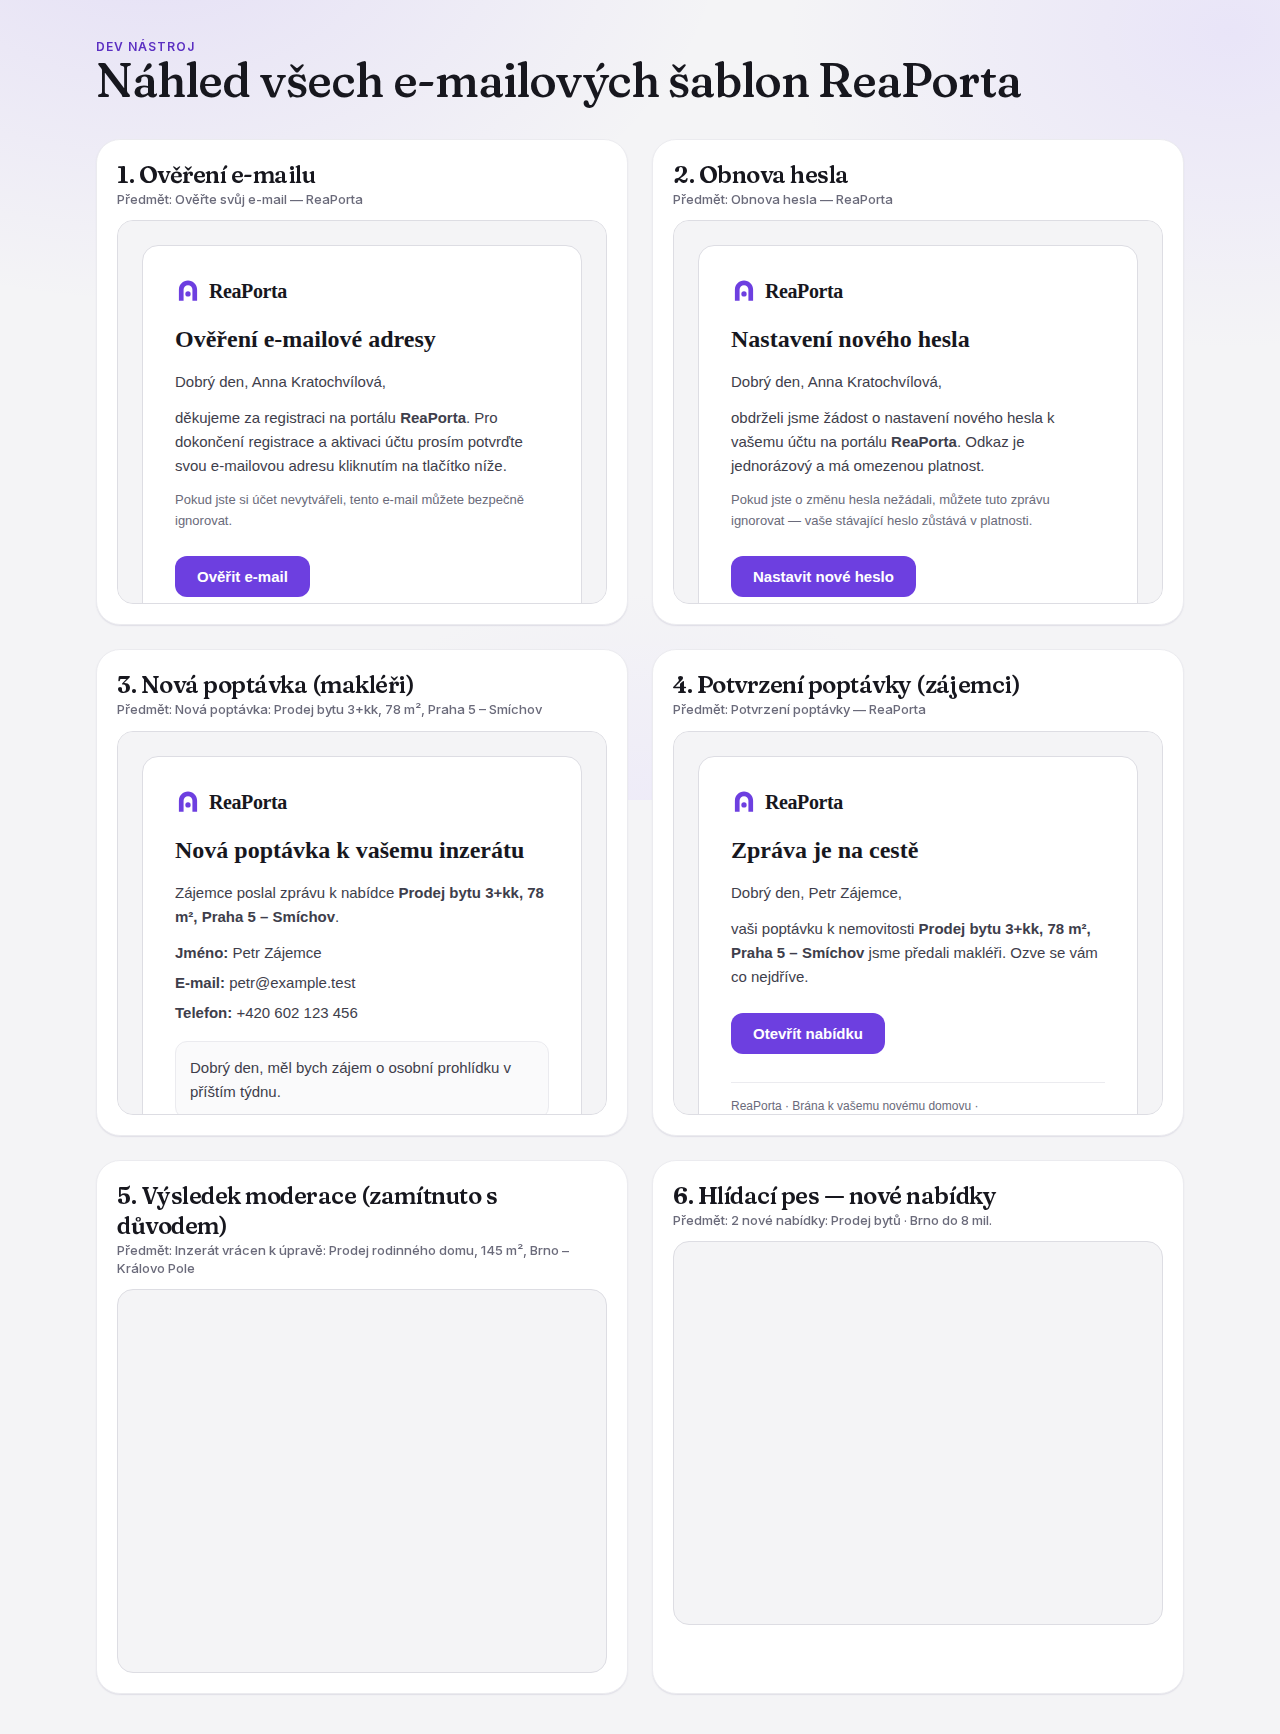 DEV NÁSTROJ
Náhled všech e-mailových šablon ReaPorta
1. Ověření e-mailu
Předmět: Ověřte svůj e-mail — ReaPorta
ReaPorta
Ověření e-mailové adresy
Dobrý den, Anna Kratochvílová,
děkujeme za registraci na portálu ReaPorta. Pro
dokončení registrace a aktivaci účtu prosím potvrďte
svou e-mailovou adresu kliknutím na tlačítko níže.
Pokud jste si účet nevytvářeli, tento e-mail můžete bezpečně
ignorovat.
Ověřit e-mail
2. Obnova hesla
Předmět: Obnova hesla — ReaPorta
ReaPorta
Nastavení nového hesla
Dobrý den, Anna Kratochvílová,
obdrželi jsme žádost o nastavení nového hesla k
vašemu účtu na portálu ReaPorta. Odkaz je
jednorázový a má omezenou platnost.
Pokud jste o změnu hesla nežádali, můžete tuto zprávu
ignorovat — vaše stávající heslo zůstává v platnosti.
Nastavit nové heslo
3. Nová poptávka (makléři)
Předmět: Nová poptávka: Prodej bytu 3+kk, 78 m², Praha 5 – Smíchov
ReaPorta
Nová poptávka k vašemu inzerátu
Zájemce poslal zprávu k nabídce Prodej bytu 3+kk, 78
m², Praha 5 – Smíchov.
Jméno: Petr Zájemce
E-mail: petr@example.test
Telefon: +420 602 123 456
Dobrý den, měl bych zájem o osobní prohlídku v
příštím týdnu.
4. Potvrzení poptávky (zájemci)
Předmět: Potvrzení poptávky — ReaPorta
ReaPorta
Zpráva je na cestě
Dobrý den, Petr Zájemce,
vaši poptávku k nemovitosti Prodej bytu 3+kk, 78 m²,
Praha 5 – Smíchov jsme předali makléři. Ozve se vám
co nejdříve.
Otevřít nabídku
ReaPorta · Brána k vašemu novému domovu ·
5. Výsledek moderace (zamítnuto s
důvodem)
Předmět: Inzerát vrácen k úpravě: Prodej rodinného domu, 145 m², Brno –
Královo Pole
6. Hlídací pes — nové nabídky
Předmět: 2 nové nabídky: Prodej bytů · Brno do 8 mil.